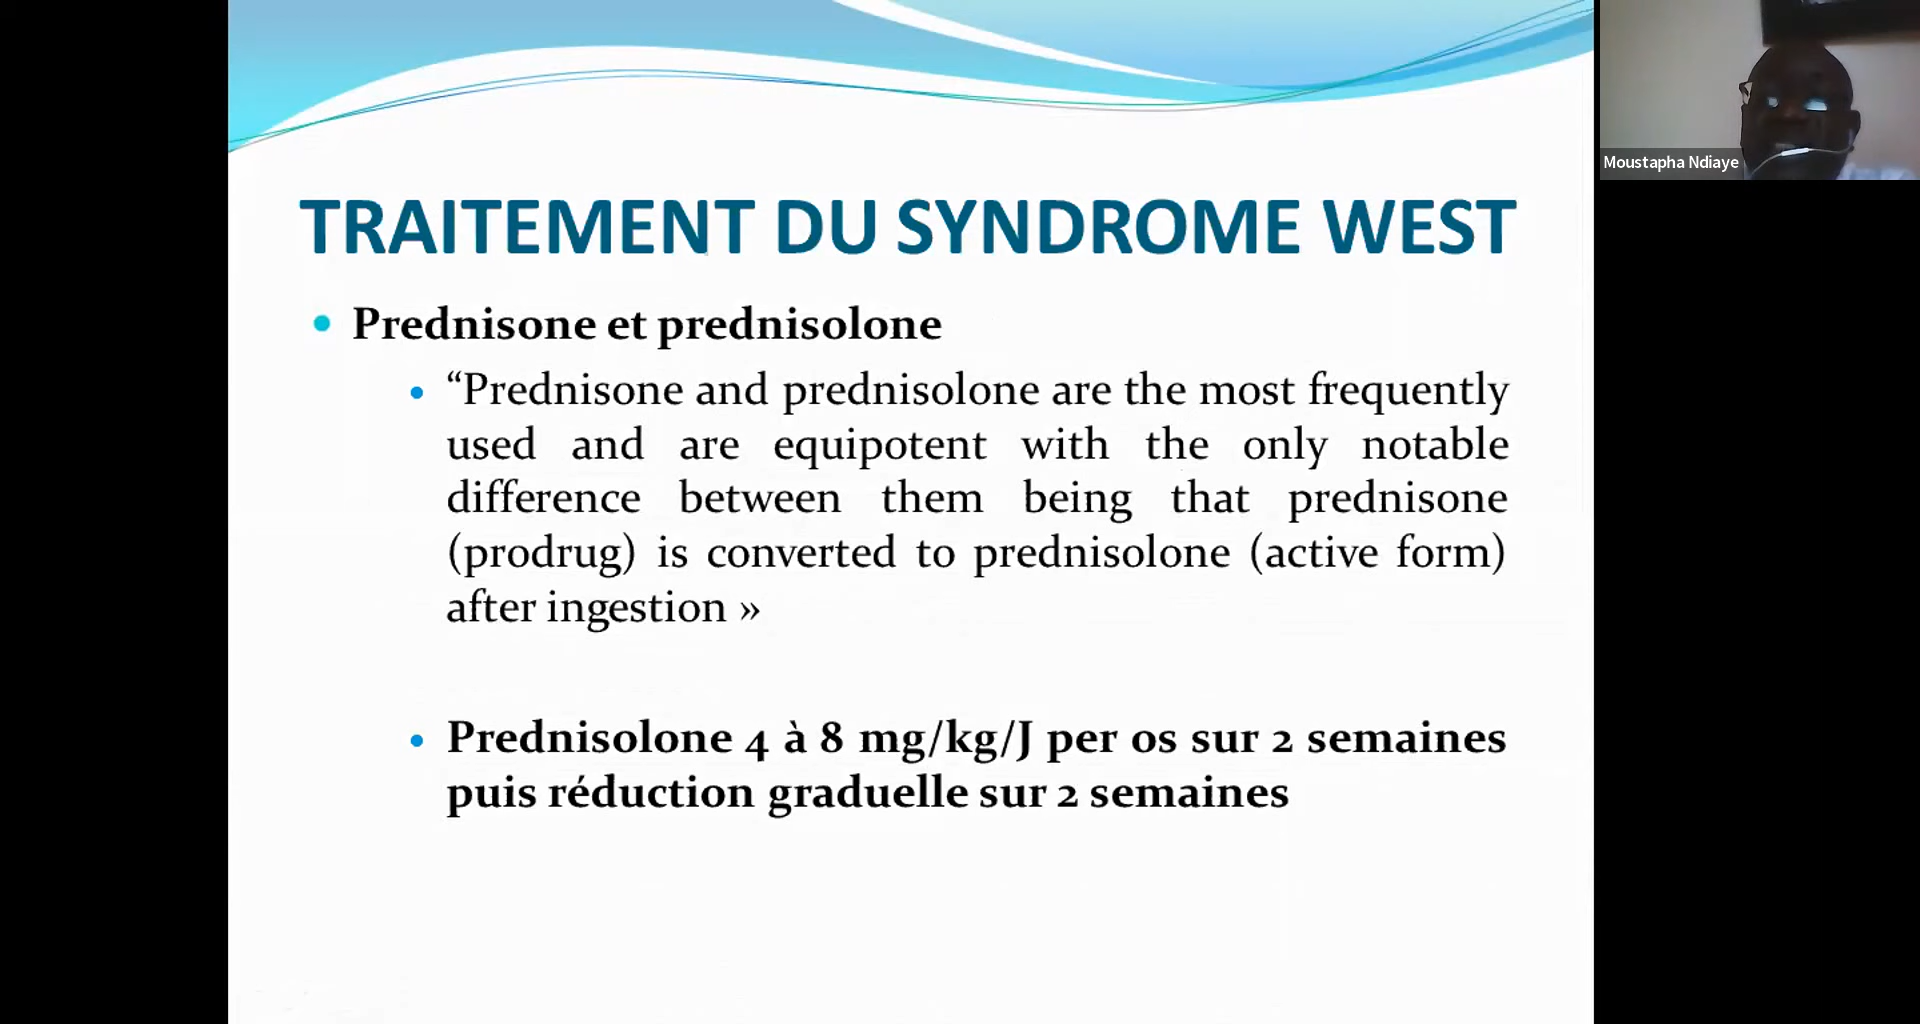 Moustapha Ndiaye
TRAITEMENT DU SYNDROME WEST
• Prednisone et prednisolone
• “Prednisone and prednisolone are the most frequently
used and are equipotent with the only notable
difference between them being that prednisone
(prodrug) is converted to prednisolone (active form)
after ingestion »
• Prednisolone 4 à 8 mg/kg/J per os sur 2 semaines
puis réduction graduelle sur 2 semaines